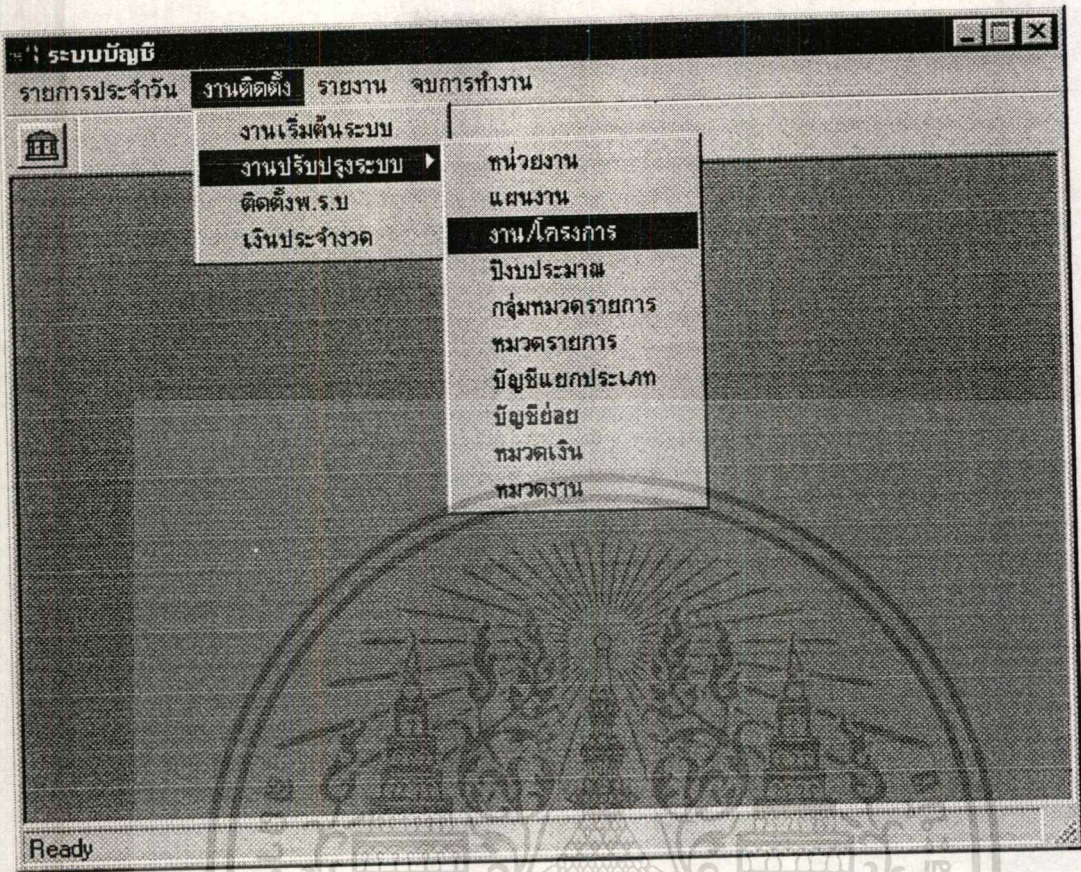 ระบบบัญชี
รายการประจำวัน งานติดตั้ง รายงาน จบการทำงาน
งานเริ่มต้นระบบ
งานปรับปรุงระบบ
ติดตั้งพ.ร.บ
เงินประจำงวด
หน่วยงาน
แผนงาน
งาน/โครงการ
ปีงบประมาณ
กลุ่มหมวดรายการ
หมวดรายการ
บัญชีแยกประเภท
บัญชีย่อย
หมวดเงิน
หมวดงาน
Ready